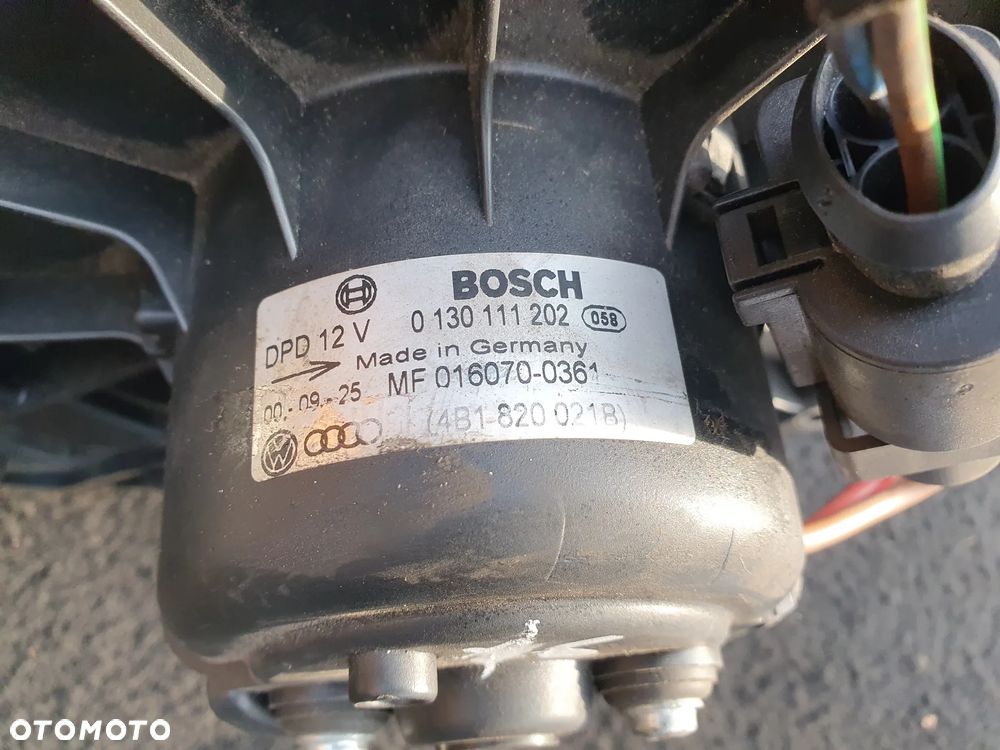 BOSCH
DPD 12 V 0 130 111 202 058
Made in Germany
00.-09.-25 MF 016070-0361
(4B1-820 021B)
OTOMOTO